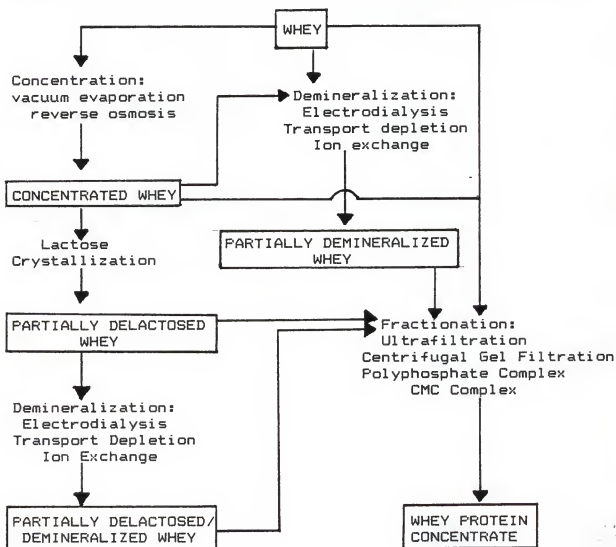 WHEY
Concentration:
vacuum evaporation
reverse osmosis
Demineralization:
Electrodialysis
Transport depletion
Ion exchange
CONCENTRATED WHEY
Lactose
Crystallization
PARTIALLY DEMINERALIZED
WHEY
PARTIALLY DELACTOSED
WHEY
Fractionation:
Ultrafiltration
Centrifugal Gel Filtration
Polyphosphate Complex
CMC Complex
Demineralization:
Electrodialysis
Transport Depletion
Ion Exchange
PARTIALLY DELACTOSED/
DEMINERALIZED WHEY
WHEY PROTEIN
CONCENTRATE